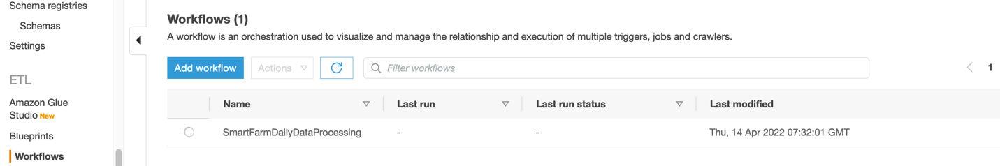 Schema registries
Schemas
Settings
ETL
Amazon Glue
Studio New
Blueprints
Workflows
Workflows (1)
A workflow is an orchestration used to visualize and manage the relationship and execution of multiple triggers, jobs and crawlers.
Add workflow Actions Filter workflows 1
Name Last run Last run status Last modified
SmartFarmDailyDataProcessing - - Thu, 14 Apr 2022 07:32:01 GMT